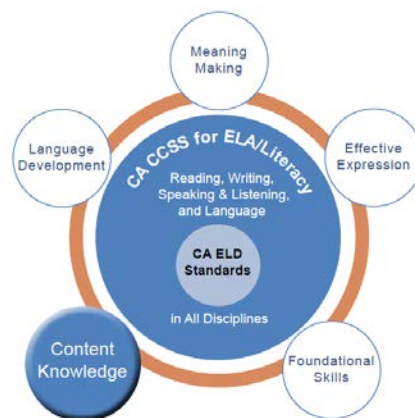 Meaning
Making
Language
Development
Effective
Expression
CA CCSS for ELA/Literacy
Reading, Writing,
Speaking & Listening,
and Language
CA ELD
Standards
in All Disciplines
Content
Knowledge
Foundational
Skills